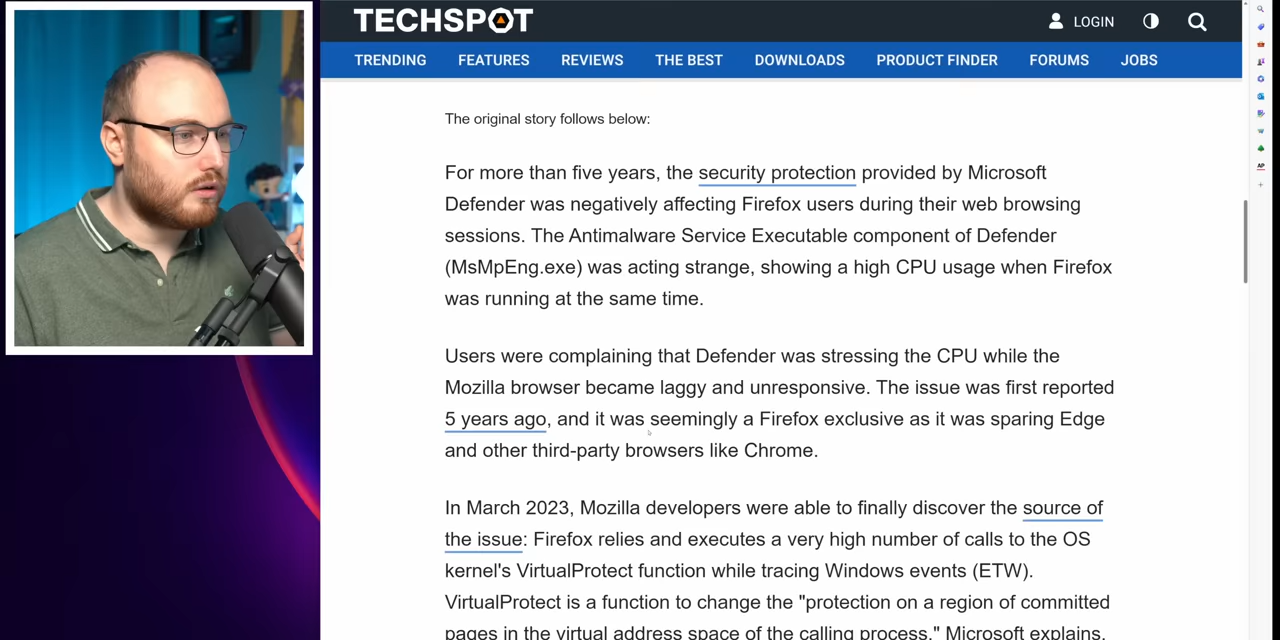 TECHSPOT
LOGIN
TRENDING FEATURES REVIEWS THE BEST DOWNLOADS PRODUCT FINDER FORUMS JOBS
The original story follows below:
For more than five years, the security protection provided by Microsoft
Defender was negatively affecting Firefox users during their web browsing
sessions. The Antimalware Service Executable component of Defender
(MsMpEng.exe) was acting strange, showing a high CPU usage when Firefox
was running at the same time.
Users were complaining that Defender was stressing the CPU while the
Mozilla browser became laggy and unresponsive. The issue was first reported
5 years ago, and it was seemingly a Firefox exclusive as it was sparing Edge
and other third-party browsers like Chrome.
In March 2023, Mozilla developers were able to finally discover the source of
the issue: Firefox relies and executes a very high number of calls to the OS
kernel's VirtualProtect function while tracing Windows events (ETW).
VirtualProtect is a function to change the "protection on a region of committed
pages in the virtual address space of the calling process," Microsoft explains,
AP